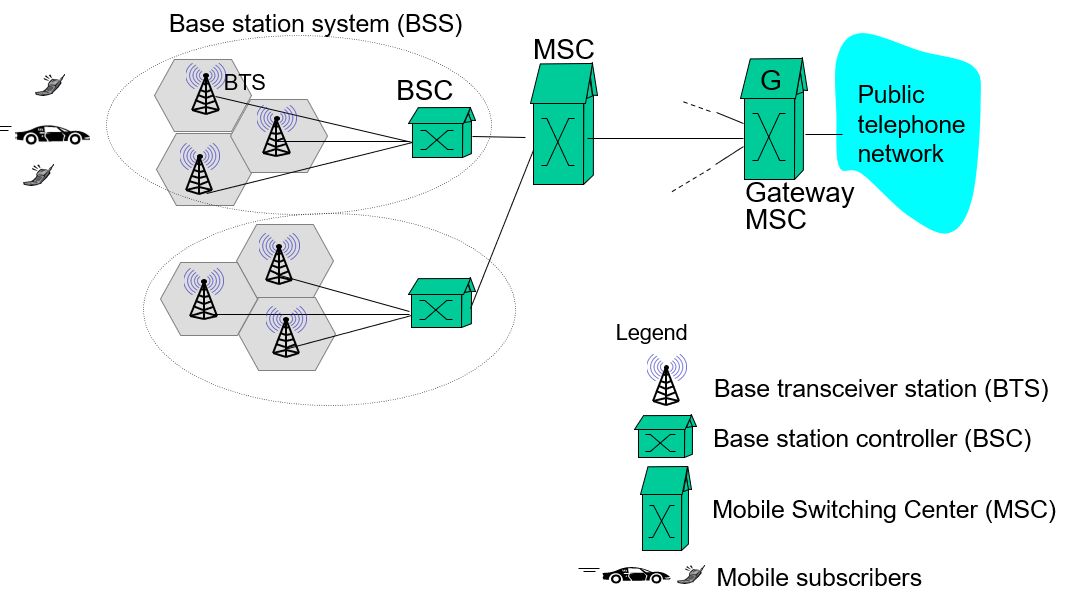 Base station system (BSS)
MSC
BTS
BSC
G
Public
telephone
network
Gateway
MSC
Legend
Base transceiver station (BTS)
Base station controller (BSC)
Mobile Switching Center (MSC)
Mobile subscribers